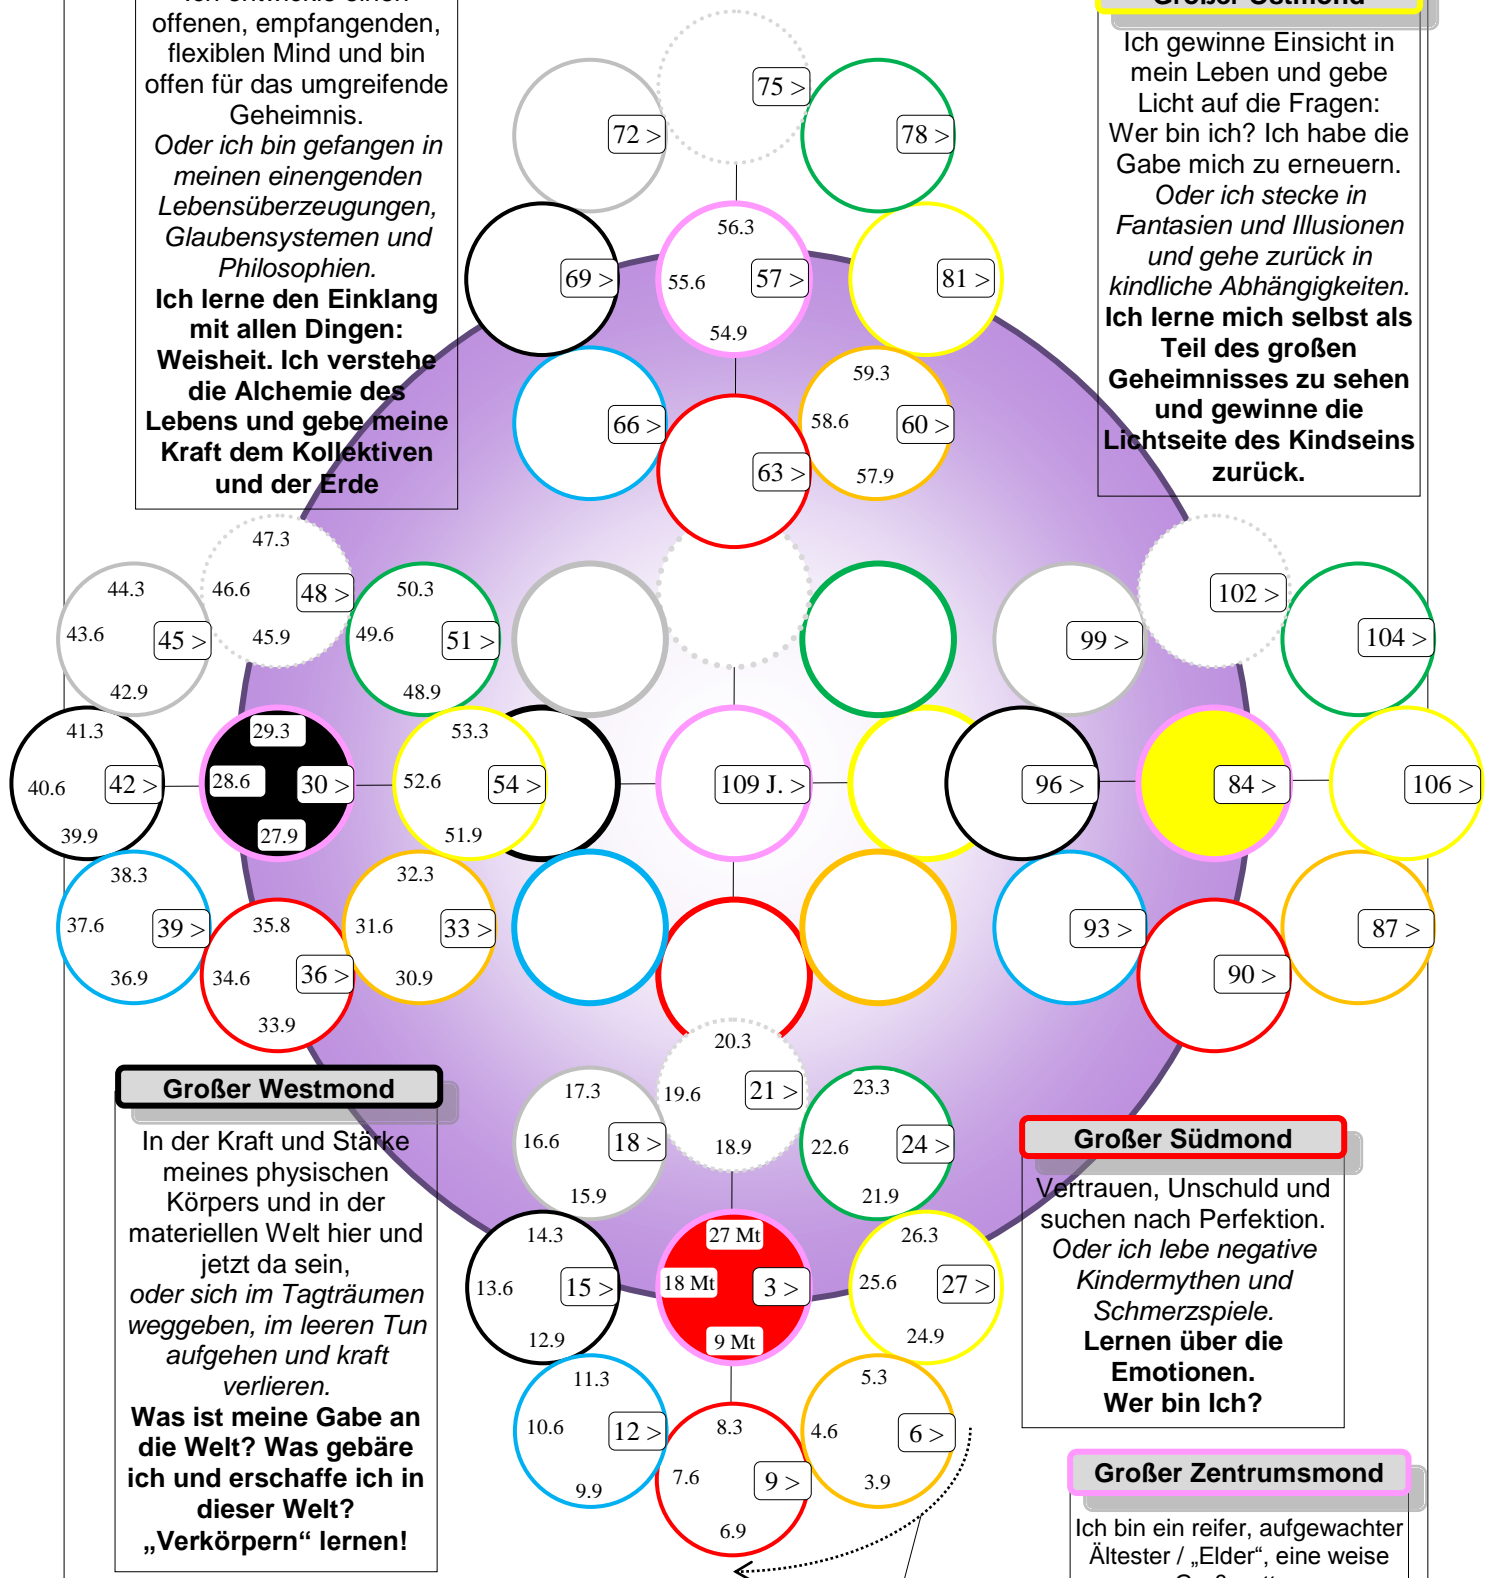 offenen, empfangenden,
flexiblen Mind und bin
offen für das umgreifende
Geheimnis.
Oder ich bin gefangen in
meinen einengenden
Lebensüberzeugungen,
Glaubensystemen und
Philosophien.
Ich lerne den Einklang
mit allen Dingen:
Weisheit. Ich verstehe
die Alchemie des
Lebens und gebe meine
Kraft dem Kollektiven
und der Erde
Großer Ostmond
Ich gewinne Einsicht in
mein Leben und gebe
Licht auf die Fragen:
Wer bin ich? Ich habe die
Gabe mich zu erneuern.
Oder ich stecke in
Fantasien und Illusionen
und gehe zurück in
kindliche Abhängigkeiten.
Ich lerne mich selbst als
Teil des großen
Geheimnisses zu sehen
und gewinne die
Lichtseite des Kindseins
zurück.
75 >
72 >
78 >
69 >
56.3
55.6
57 >
54.9
81 >
66 >
59.3
58.6
60 >
57.9
63 >
47.3
46.6
48 >
45.9
44.3
43.6
45 >
42.9
50.3
49.6
51 >
48.9
41.3
40.6
42 >
39.9
29.3
28.6
30 >
27.9
53.3
52.6
54 >
51.9
38.3
37.6
39 >
36.9
35.8
34.6
36 >
33.9
32.3
31.6
33 >
30.9
109 J. >
102 >
99 >
104 >
96 >
84 >
106 >
93 >
90 >
87 >
20.3
19.6
21 >
18.9
17.3
16.6
18 >
15.9
23.3
22.6
24 >
21.9
14.3
13.6
15 >
12.9
27 Mt
18 Mt
3 >
9 Mt
26.3
25.6
27 >
24.9
11.3
10.6
12 >
9.9
8.3
7.6
9 >
6.9
5.3
4.6
6 >
3.9
Großer Westmond
In der Kraft und Stärke
meines physischen
Körpers und in der
materiellen Welt hier und
jetzt da sein,
oder sich im Tagträumen
weggeben, im leeren Tun
aufgehen und kraft
verlieren.
Was ist meine Gabe an
die Welt? Was gebäre
ich und erschaffe ich in
dieser Welt?
„Verkörpern“ lernen!
Großer Südmond
Vertrauen, Unschuld und
suchen nach Perfektion.
Oder ich lebe negative
Kindermythen und
Schmerzspiele.
Lernen über die
Emotionen.
Wer bin Ich?
Großer Zentrumsmond
Ich bin ein reifer, aufgewachter
Ältester / „Elder“, eine weise